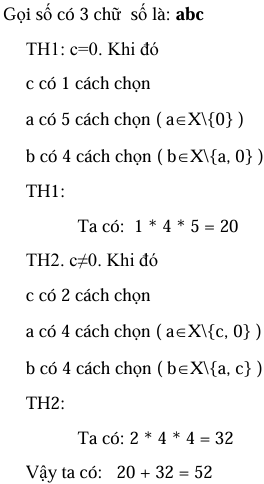 Gọi số có 3 chữ số là: abc
TH1: c=0. Khi đó
c có 1 cách chọn
a có 5 cách chọn ( a∈X\{0} )
b có 4 cách chọn ( b∈X\{a, 0} )
TH1:
Ta có: 1 * 4 * 5 = 20
TH2. c≠0. Khi đó
c có 2 cách chọn
a có 4 cách chọn ( a∈X\{c, 0} )
b có 4 cách chọn ( b∈X\{a, c} )
TH2:
Ta có: 2 * 4 * 4 = 32
Vậy ta có: 20 + 32 = 52